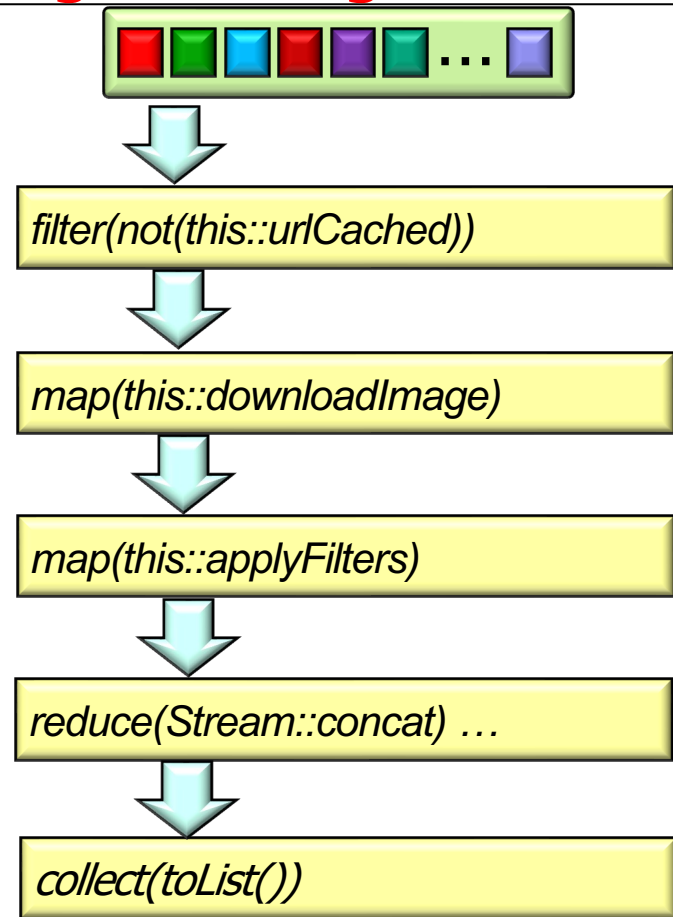 ...
filter(not(this::urlCached))
map(this::downloadImage)
map(this::applyFilters)
reduce(Stream::concat) …
collect(toList())